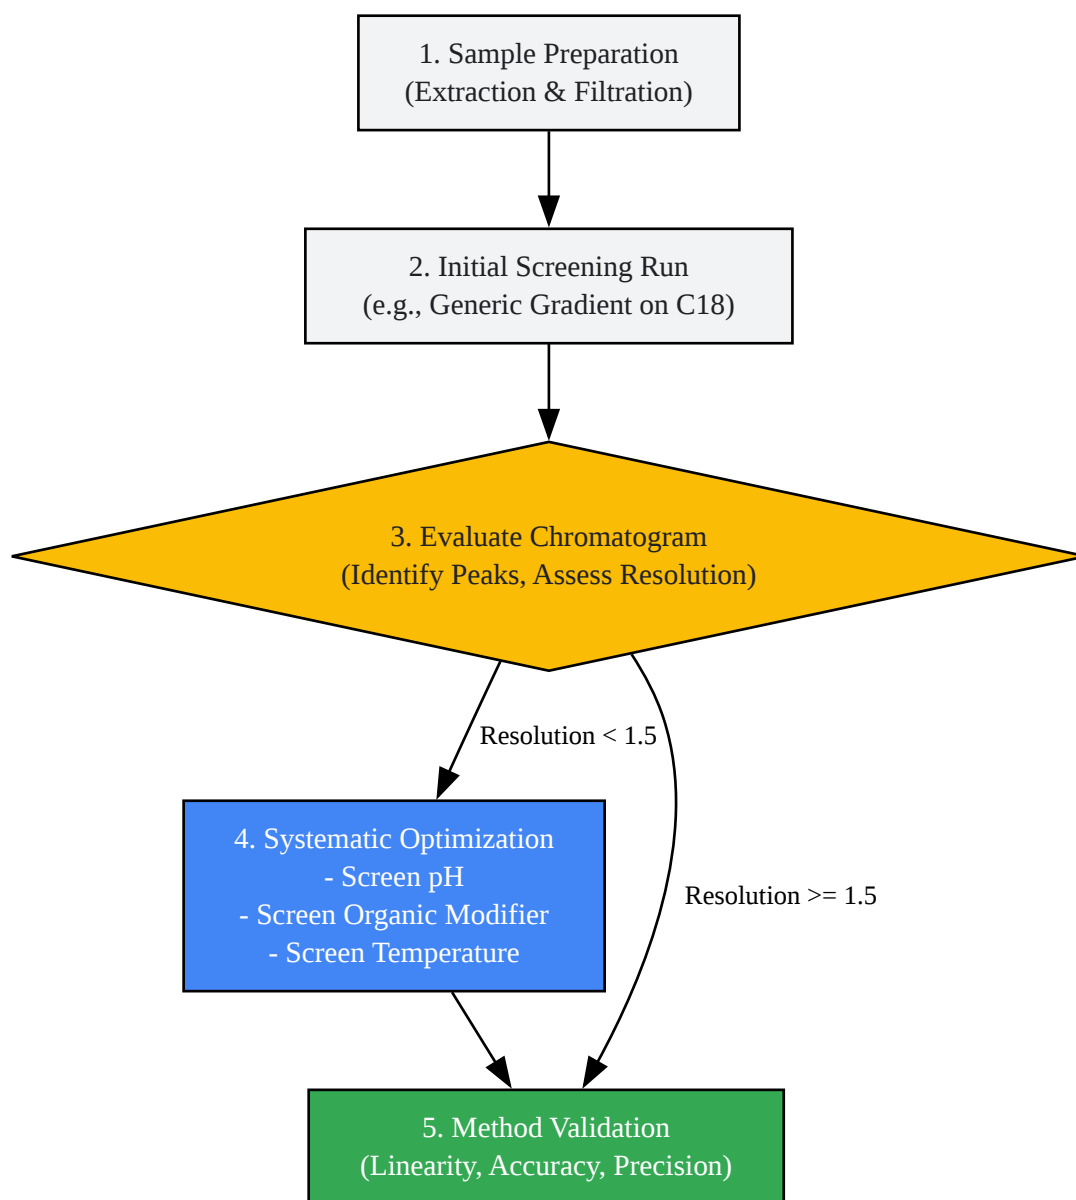 1. Sample Preparation
(Extraction & Filtration)
2. Initial Screening Run
(e.g., Generic Gradient on C18)
3. Evaluate Chromatogram
(Identify Peaks, Assess Resolution)
Resolution < 1.5
4. Systematic Optimization
- Screen pH
- Screen Organic Modifier
- Screen Temperature
Resolution >= 1.5
5. Method Validation
(Linearity, Accuracy, Precision)